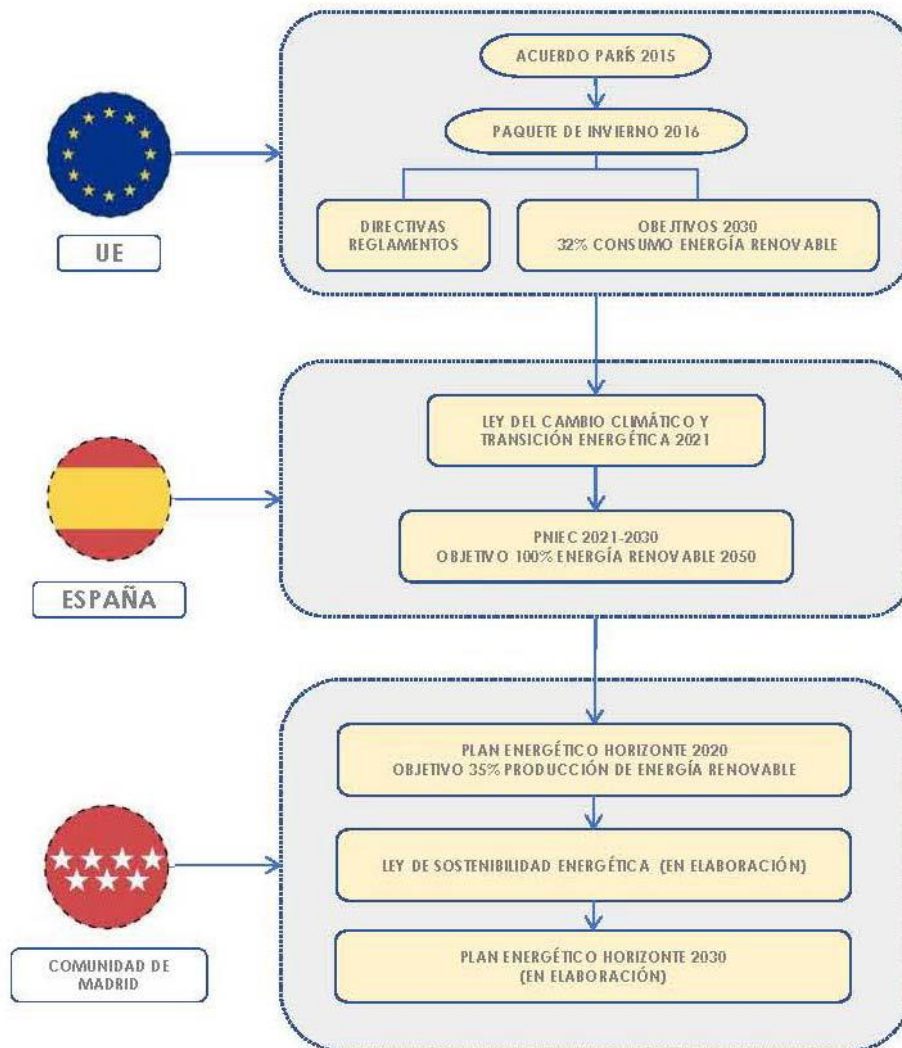 ACUERDO PARÍS 2015
PAQUETE DE INVIERNO 2016
DIRECTIVAS
REGLAMENTOS
OBEJTIVOS 2030
32% CONSUMO ENERGÍA RENOVABLE
UE
LEY DEL CAMBIO CLIMÁTICO Y
TRANSICIÓN ENERGÉTICA 2021
PNIEC 2021-2030
OBJETIVO 100% ENERGÍA RENOVABLE 2050
ESPAÑA
PLAN ENERGÉTICO HORIZONTE 2020
OBJETIVO 35% PRODUCCIÓN DE ENERGÍA RENOVABLE
LEY DE SOSTENIBILIDAD ENERGÉTICA (EN ELABORACIÓN)
PLAN ENERGÉTICO HORIZONTE 2030
(EN ELABORACIÓN)
COMUNIDAD DE
MADRID